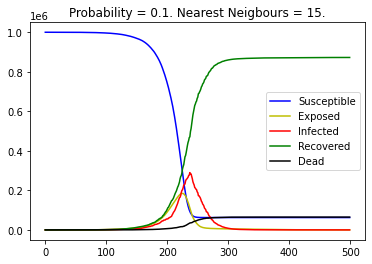 Probability = 0.1. Nearest Neigbours = 15.
1e6
1.0
0.8
0.6
0.4
0.2
0.0
Susceptible
Exposed
Infected
Recovered
Dead
0 100 200 300 400 500